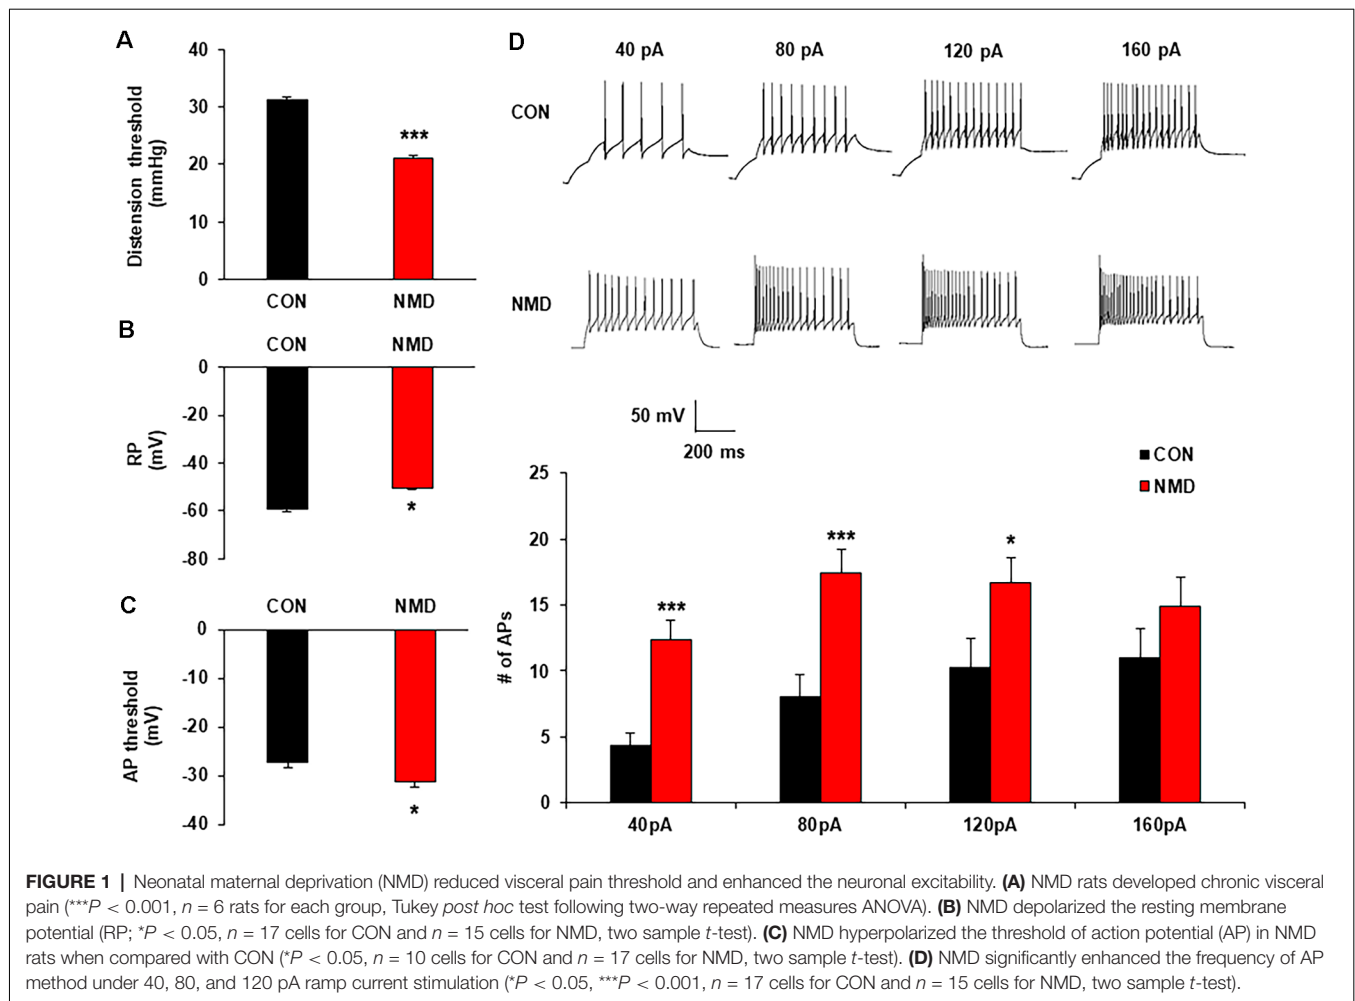 A
40
30
20
10
0
Distension threshold
(mmHg)
***
CON
NMD
B
CON
NMD
0
-20
-40
-60
-80
RP
(mV)
*
C
CON
NMD
0
-10
-20
-30
-40
AP threshold
(mV)
*
D
40 pA
80 pA
120 pA
160 pA
CON
NMD
50 mV
200 ms
CON
NMD
25
20
15
10
5
0
# of APs
***
***
*
40pA
80pA
120pA
160pA
FIGURE 1 | Neonatal maternal deprivation (NMD) reduced visceral pain threshold and enhanced the neuronal excitability. (A) NMD rats developed chronic visceral
pain (***P < 0.001, n = 6 rats for each group, Tukey post hoc test following two-way repeated measures ANOVA). (B) NMD depolarized the resting membrane
potential (RP; *P < 0.05, n = 17 cells for CON and n = 15 cells for NMD, two sample t-test). (C) NMD hyperpolarized the threshold of action potential (AP) in NMD
rats when compared with CON (*P < 0.05, n = 10 cells for CON and n = 17 cells for NMD, two sample t-test). (D) NMD significantly enhanced the frequency of AP
method under 40, 80, and 120 pA ramp current stimulation (*P < 0.05, ***P < 0.001, n = 17 cells for CON and n = 15 cells for NMD, two sample t-test).